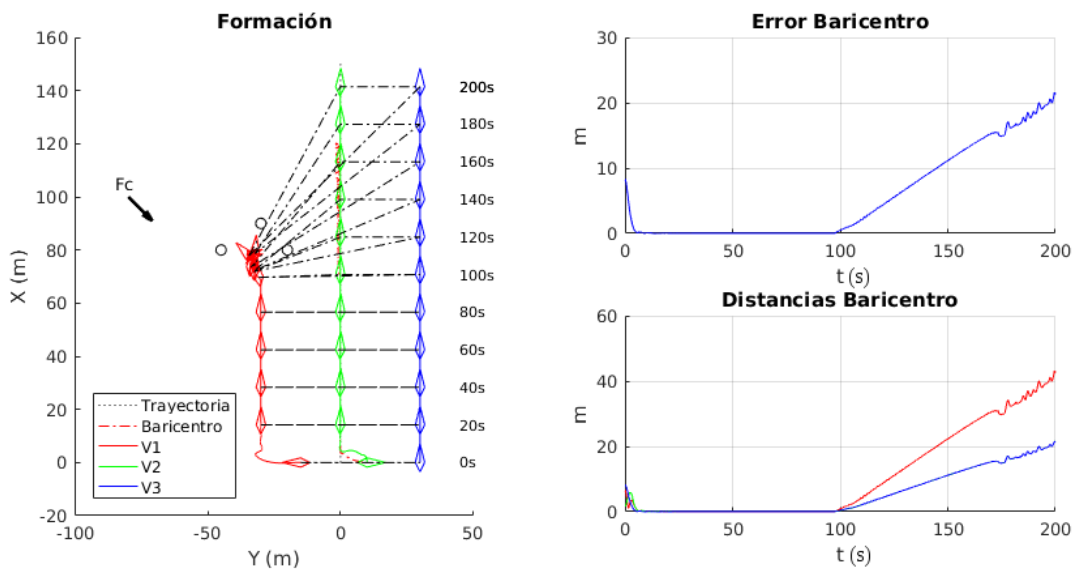 Formación
160
140
120
100
80
60
40
20
0
-20
X (m)
-100
-50
0
50
Y (m)
Fc
200s
180s
160s
140s
120s
100s
80s
60s
40s
20s
0s
Trayectoria
Baricentro
V1
V2
V3
Error Baricentro
30
20
10
0
m
0
50
100
150
200
t (s)
Distancias Baricentro
60
40
20
0
m
0
50
100
150
200
t (s)